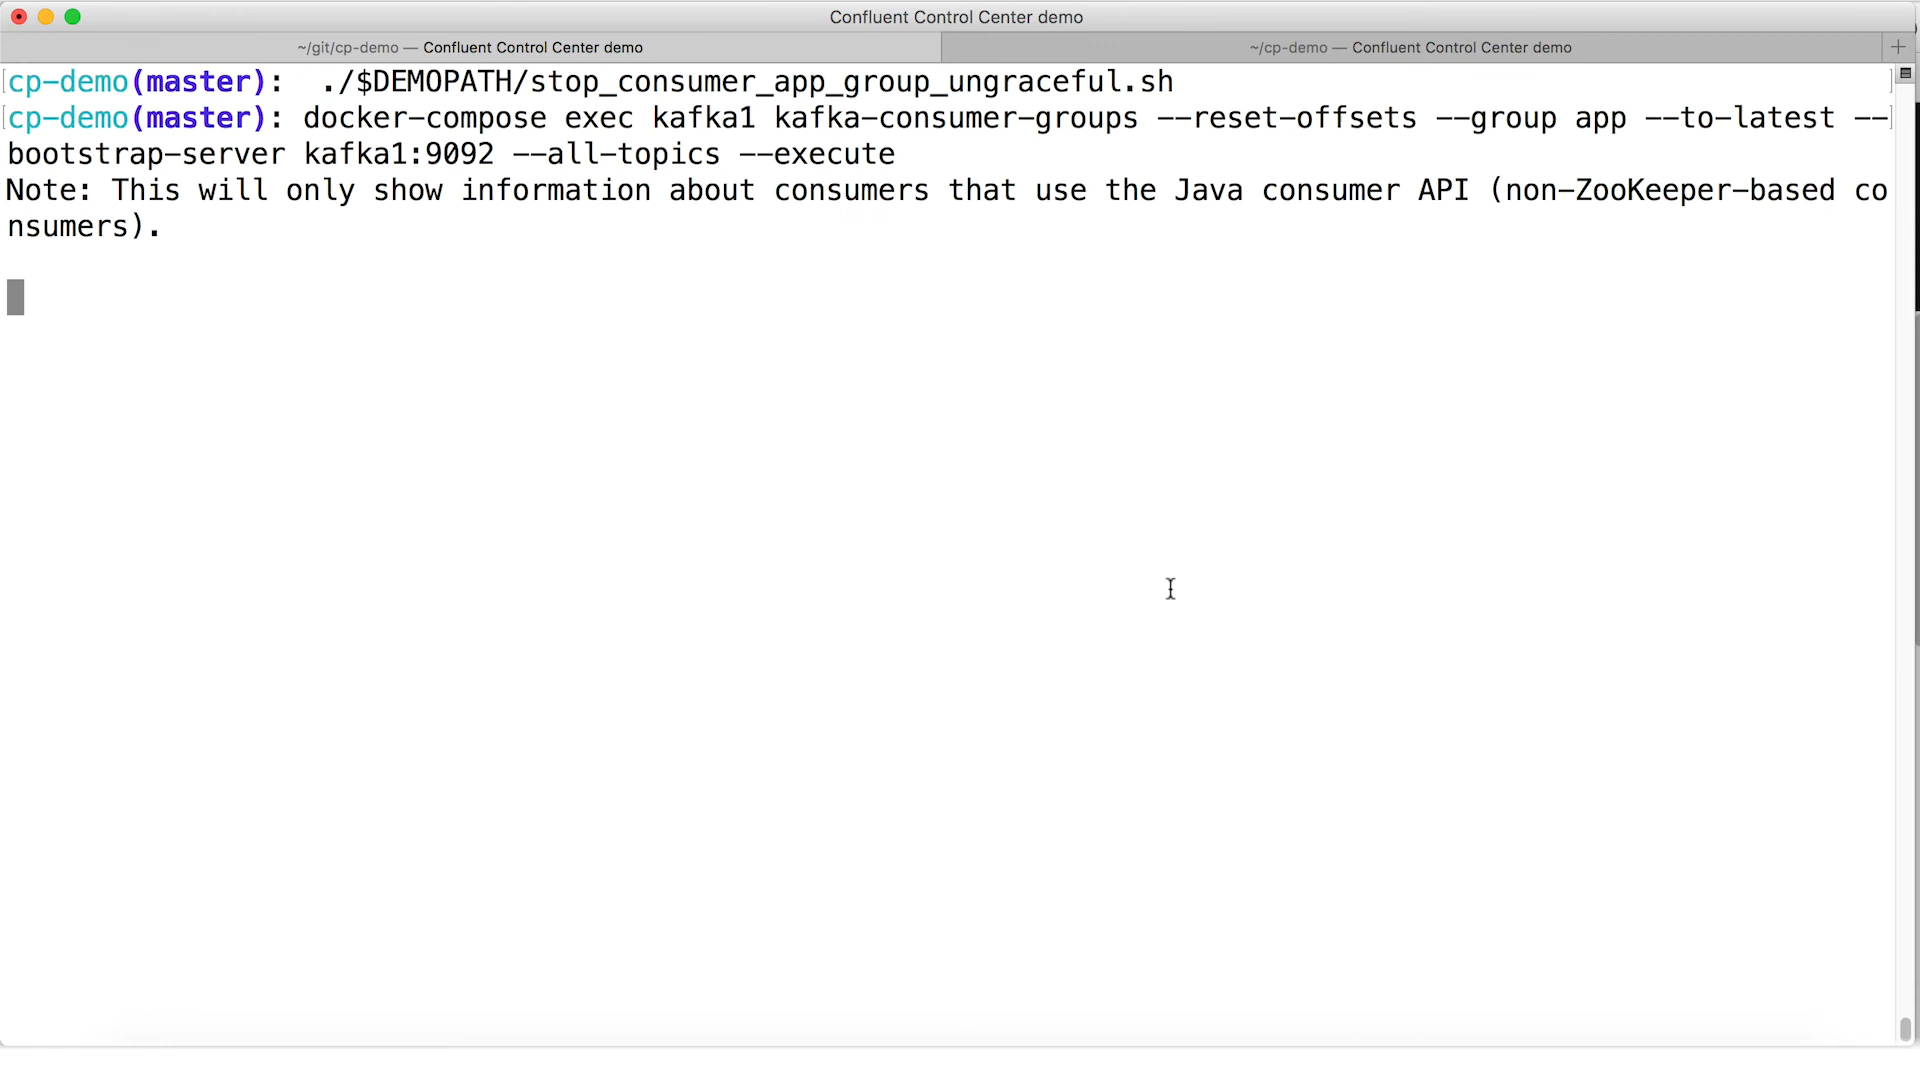 Confluent Control Center demo
~/git/cp-demo — Confluent Control Center demo
~/cp-demo — Confluent Control Center demo
cp-demo(master):  ./$DEMOPATH/stop_consumer_app_group_ungraceful.sh
cp-demo(master): docker-compose exec kafka1 kafka-consumer-groups --reset-offsets --group app --to-latest --
bootstrap-server kafka1:9092 --all-topics --execute
Note: This will only show information about consumers that use the Java consumer API (non-ZooKeeper-based co
nsumers).